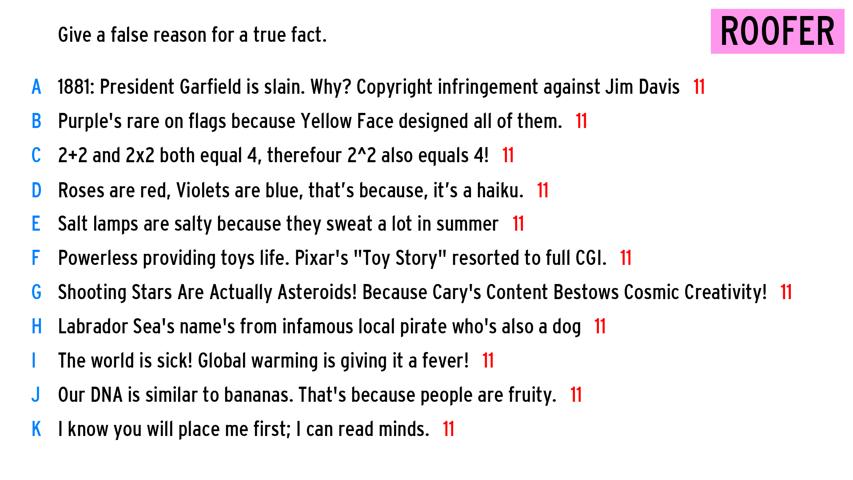 Give a false reason for a true fact.
ROOFER
A 1881: President Garfield is slain. Why? Copyright infringement against Jim Davis 11
B Purple's rare on flags because Yellow Face designed all of them. 11
C 2+2 and 2x2 both equal 4, therefour 2^2 also equals 4! 11
D Roses are red, Violets are blue, that’s because, it’s a haiku. 11
E Salt lamps are salty because they sweat a lot in summer 11
F Powerless providing toys life. Pixar's "Toy Story" resorted to full CGI. 11
G Shooting Stars Are Actually Asteroids! Because Cary's Content Bestows Cosmic Creativity! 11
H Labrador Sea's name's from infamous local pirate who's also a dog 11
I The world is sick! Global warming is giving it a fever! 11
J Our DNA is similar to bananas. That's because people are fruity. 11
K I know you will place me first; I can read minds. 11